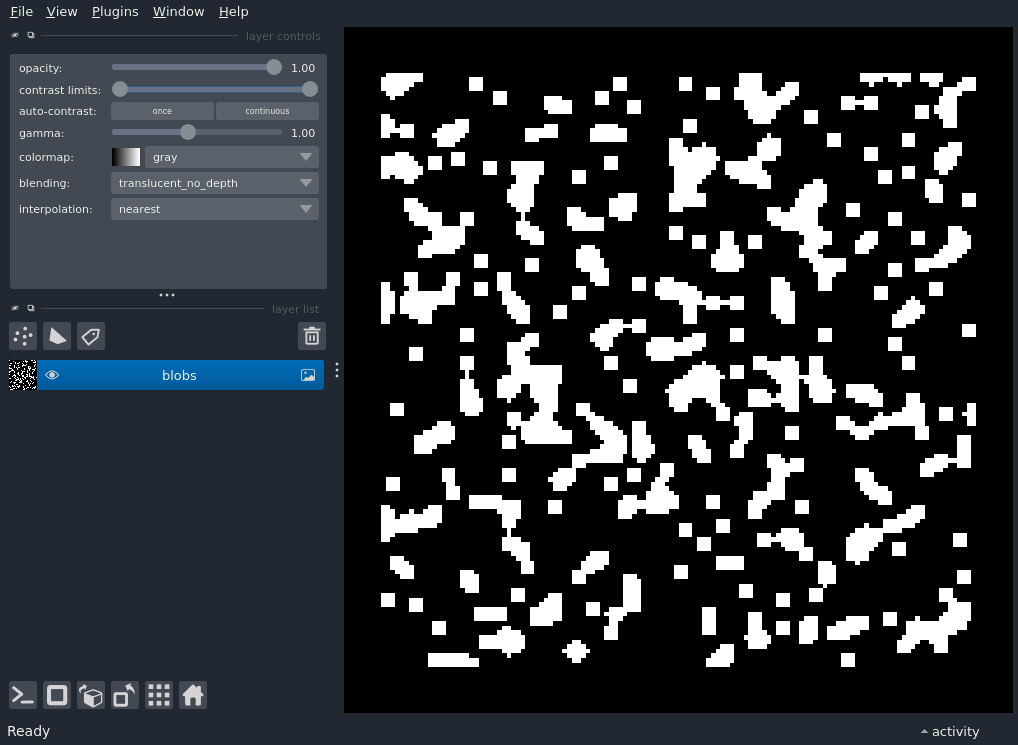 File View Plugins Window Help
layer controls
opacity: 1.00
contrast limits:
auto-contrast: once continuous
gamma: 1.00
colormap: gray
blending: translucent_no_depth
interpolation: nearest
layer list
blobs
Ready activity